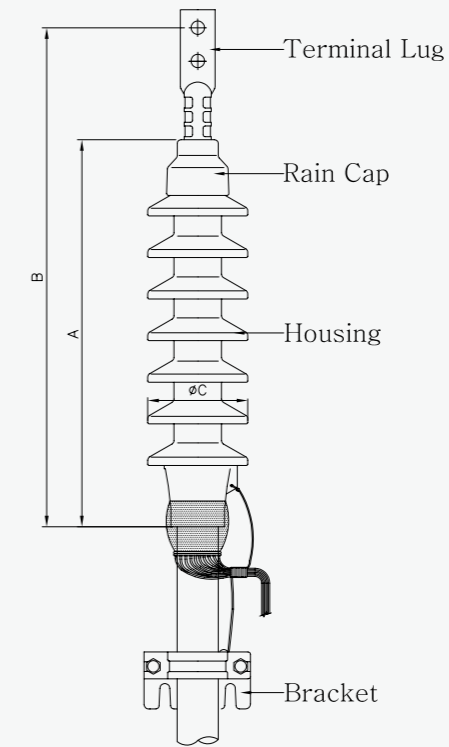 Terminal Lug
Rain Cap
B
A
Housing
øC
Bracket